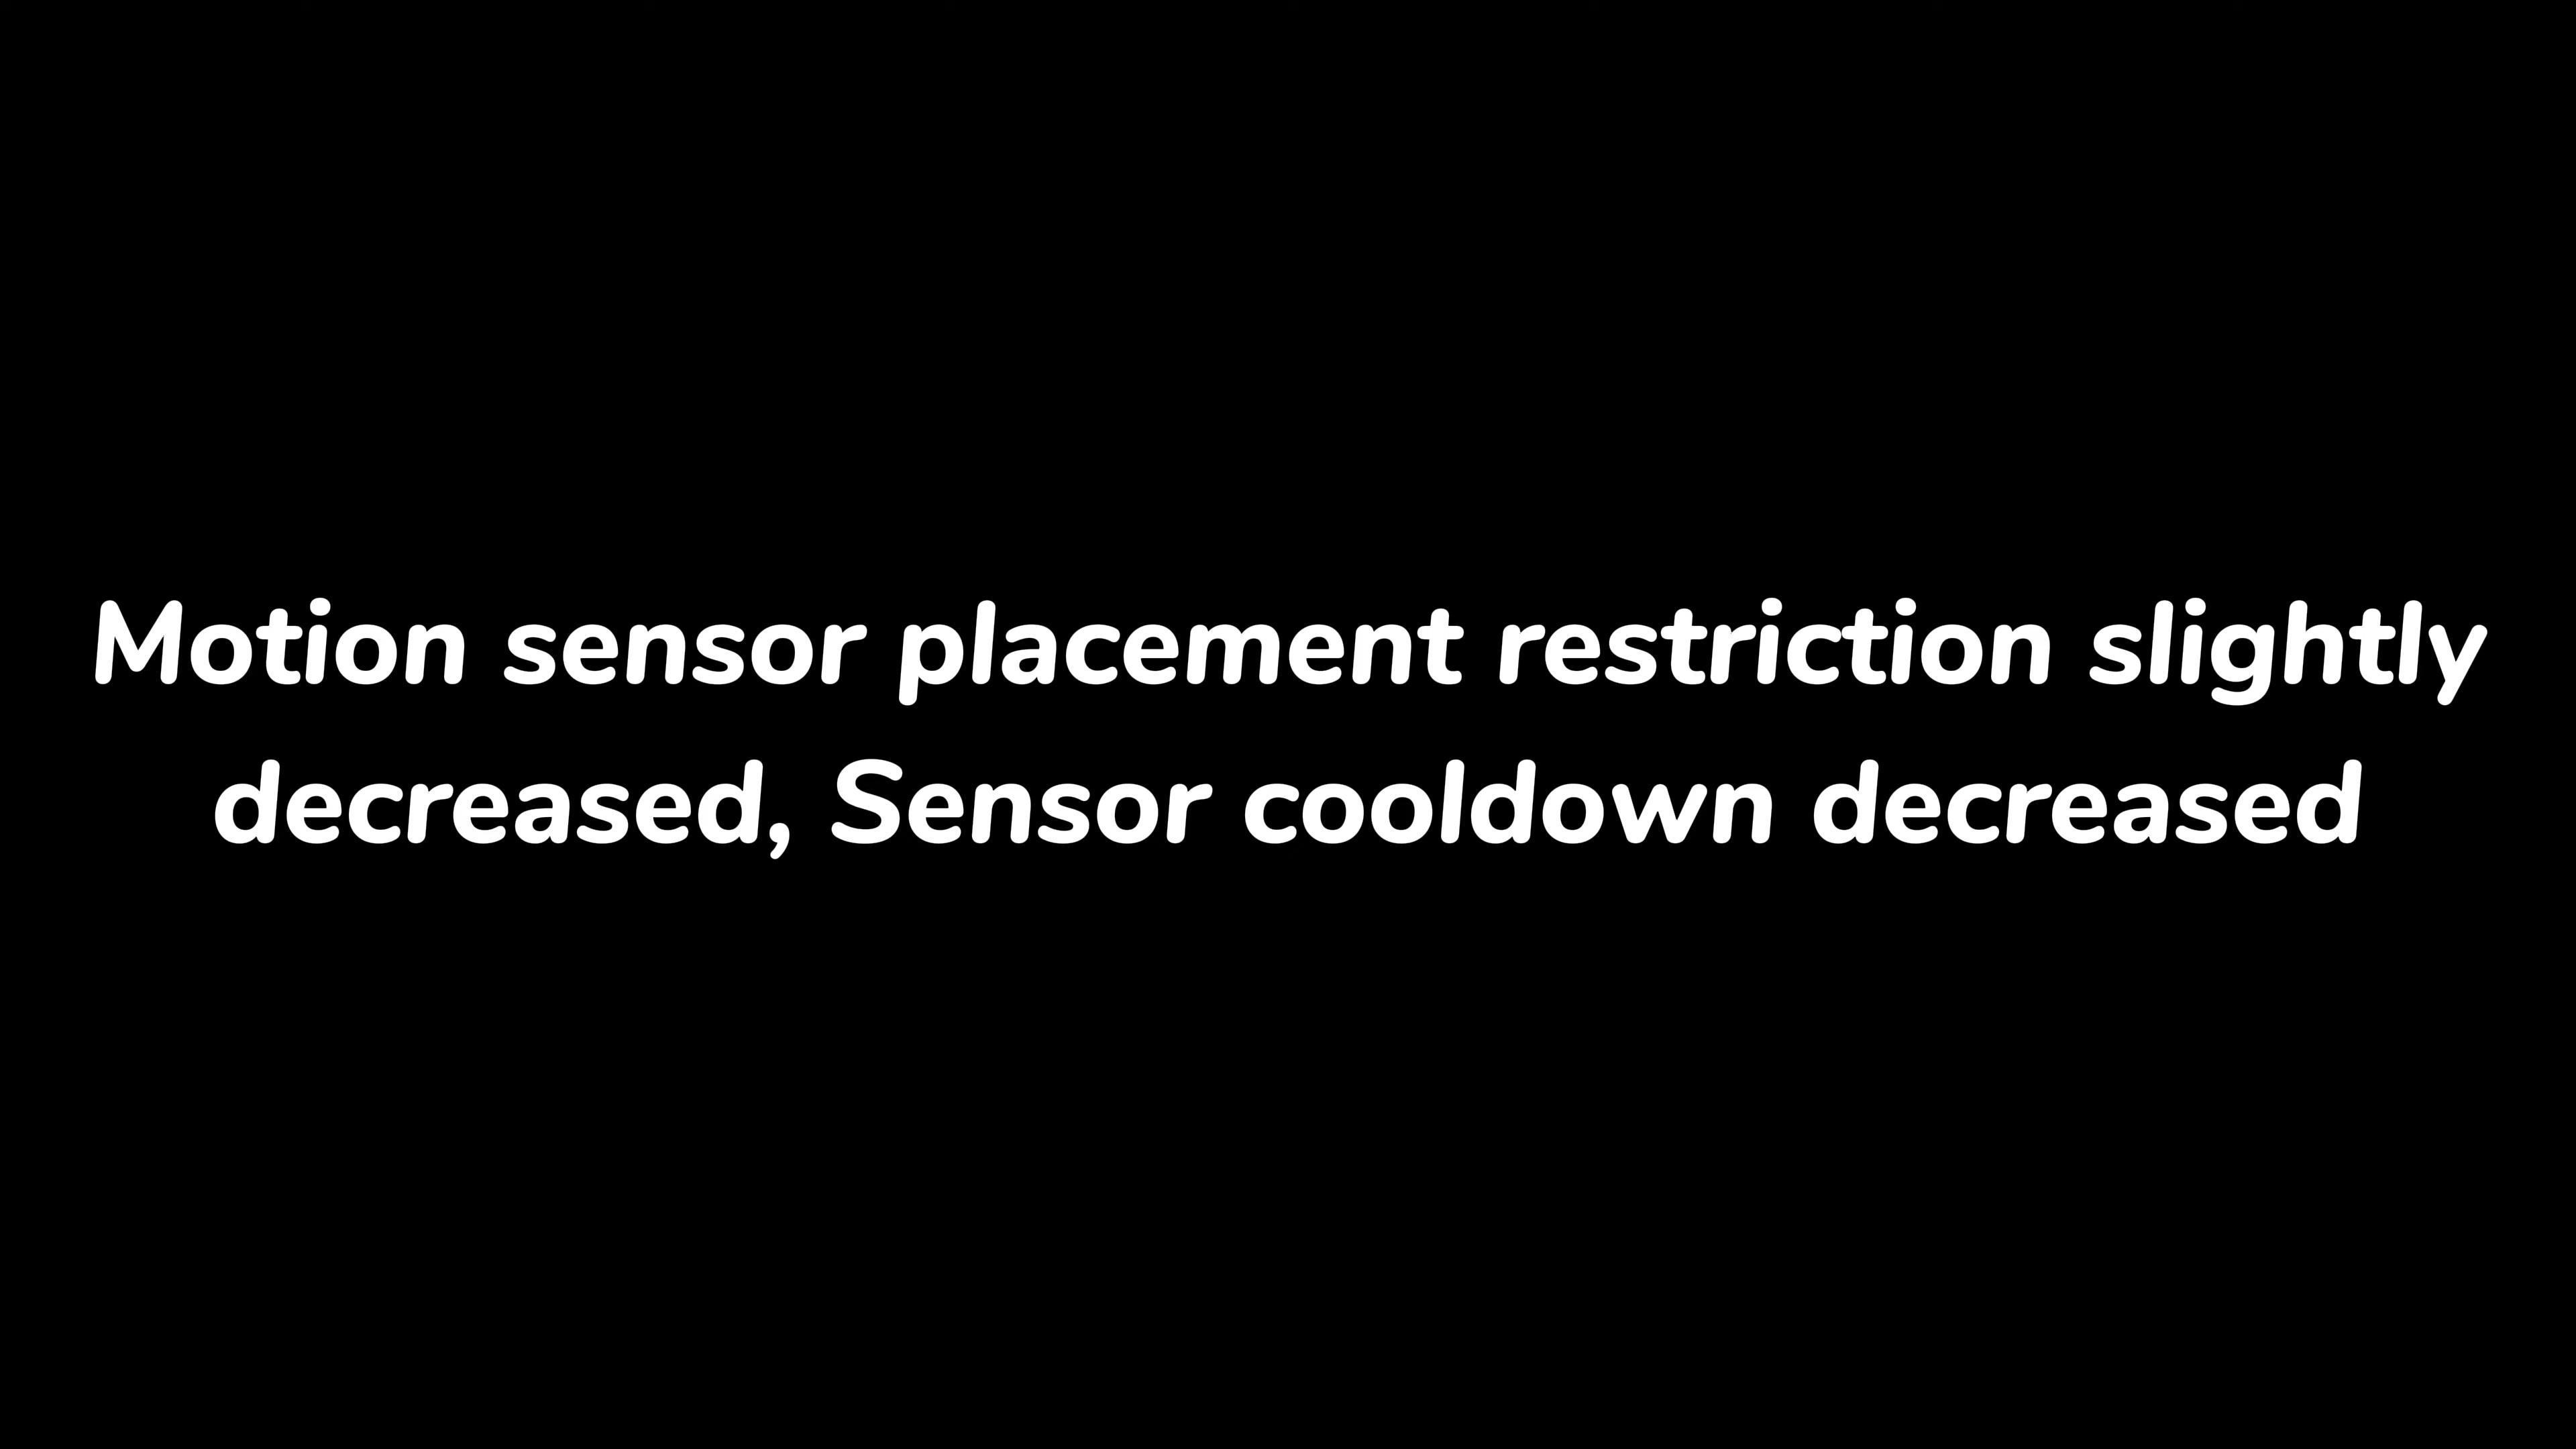 Motion sensor placement restriction slightly
decreased, Sensor cooldown decreased